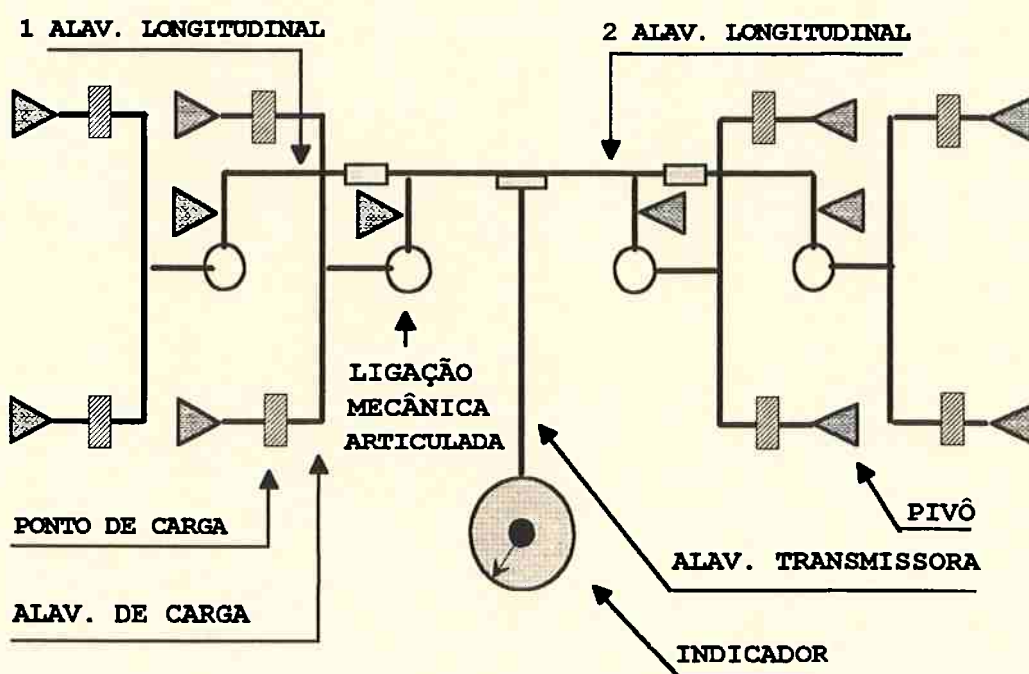 1 ALAV. LONGITUDINAL
2 ALAV. LONGITUDINAL
LIGAÇÃO
MECÂNICA
ARTICULADA
PONTO DE CARGA
PIVÔ
ALAV. TRANSMISSORA
ALAV. DE CARGA
INDICADOR